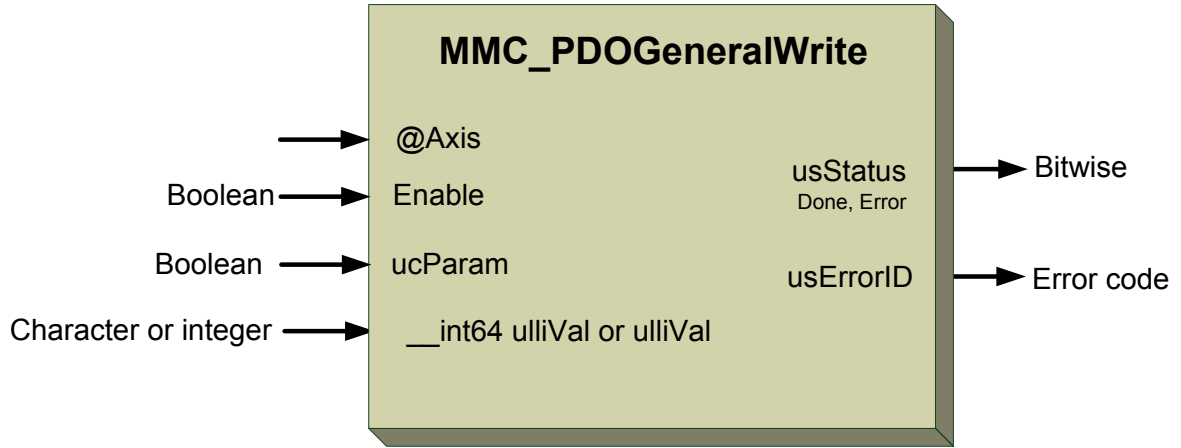 MMC_PDOGeneralWrite
@Axis
Boolean
Enable
Boolean
ucParam
Character or integer
__int64 ulliVal or ulliVal
usStatus
Done, Error
Bitwise
usErrorID
Error code